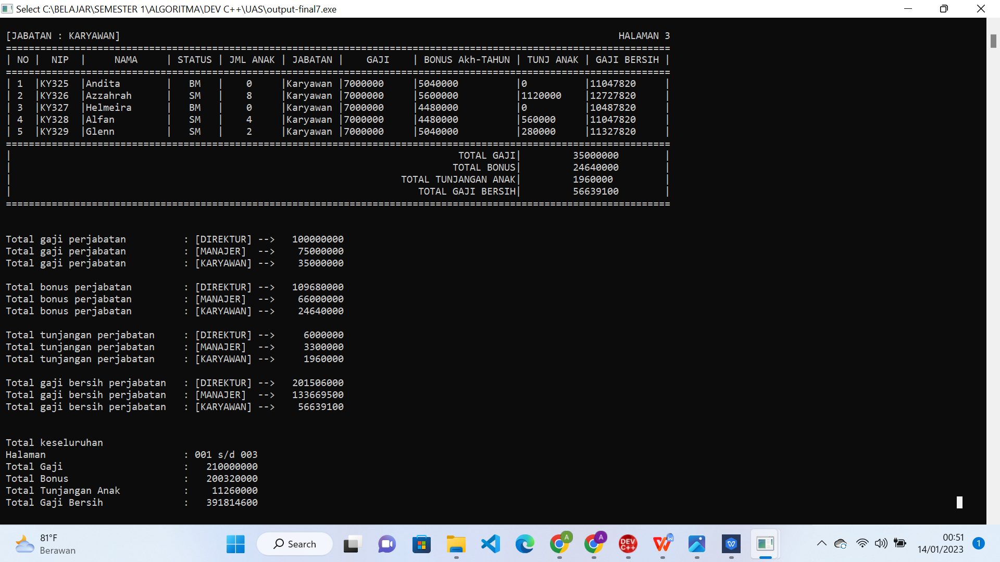 Select C:\BELAJAR\SEMESTER 1\ALGORITMA\DEV C++\UAS\output-final7.exe
[JABATAN : KARYAWAN] HALAMAN 3
====================================================================================================================
| NO | NIP | NAMA | STATUS | JML ANAK | JABATAN | GAJI | BONUS Akh-TAHUN | TUNJ ANAK | GAJI BERSIH |
====================================================================================================================
| 1 |KY325 |Andita | BM | 0 |Karyawan |7000000 |5040000 |0 |11047820 |
| 2 |KY326 |Azzahrah | SM | 8 |Karyawan |7000000 |5600000 |1120000 |12727820 |
| 3 |KY327 |Helmeira | BM | 0 |Karyawan |7000000 |4480000 |0 |10487820 |
| 4 |KY328 |Alfan | SM | 4 |Karyawan |7000000 |4480000 |560000 |11047820 |
| 5 |KY329 |Glenn | SM | 2 |Karyawan |7000000 |5040000 |280000 |11327820 |
====================================================================================================================
| TOTAL GAJI| 35000000 |
| TOTAL BONUS| 24640000 |
| TOTAL TUNJANGAN ANAK| 1960000 |
| TOTAL GAJI BERSIH| 56639100 |
====================================================================================================================
Total gaji perjabatan : [DIREKTUR] --> 100000000
Total gaji perjabatan : [MANAJER] --> 75000000
Total gaji perjabatan : [KARYAWAN] --> 35000000
Total bonus perjabatan : [DIREKTUR] --> 109680000
Total bonus perjabatan : [MANAJER] --> 66000000
Total bonus perjabatan : [KARYAWAN] --> 24640000
Total tunjangan perjabatan : [DIREKTUR] --> 6000000
Total tunjangan perjabatan : [MANAJER] --> 3300000
Total tunjangan perjabatan : [KARYAWAN] --> 1960000
Total gaji bersih perjabatan : [DIREKTUR] --> 201506000
Total gaji bersih perjabatan : [MANAJER] --> 133669500
Total gaji bersih perjabatan : [KARYAWAN] --> 56639100
Total keseluruhan
Halaman : 001 s/d 003
Total Gaji : 210000000
Total Bonus : 200320000
Total Tunjangan Anak : 11260000
Total Gaji Bersih : 391814600
81°F
Berawan
Search
A
A
DEV
C++
W
00:51
14/01/2023
1